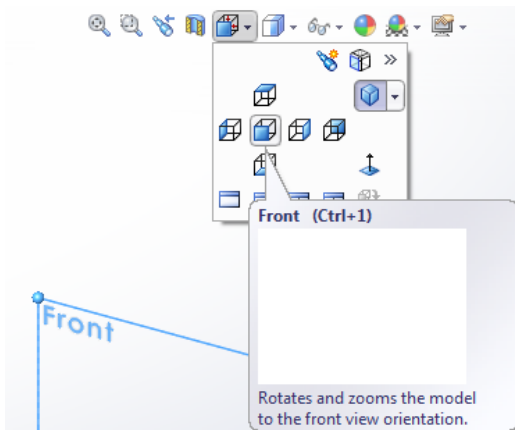 Front (Ctrl+1)
Front
Rotates and zooms the model
to the front view orientation.